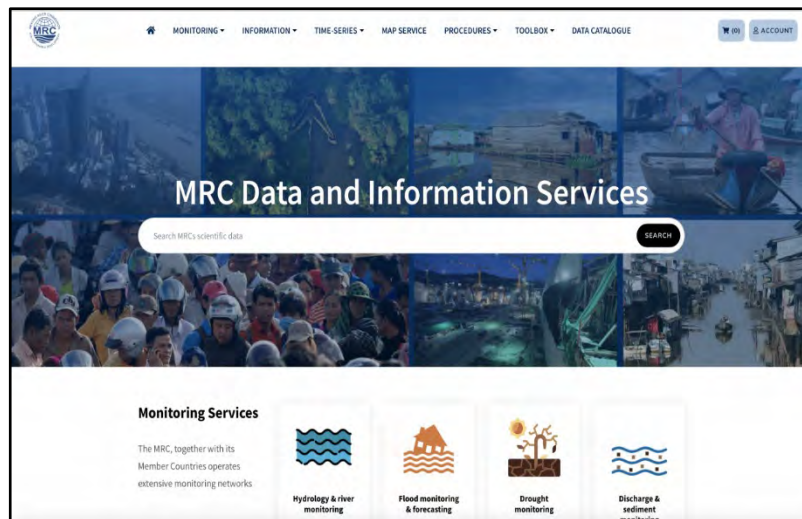 MRC
MONITORING INFORMATION TIME-SERIES MAP SERVICE PROCEDURES TOOLBOX DATA CATALOGUE (0) ACCOUNT
MRC Data and Information Services
Search MRCs scientific data SEARCH
Monitoring Services
The MRC, together with its
Member Countries operates
extensive monitoring networks
Hydrology & river
monitoring
Flood monitoring
& forecasting
Drought
monitoring
Discharge &
sediment
monitoring